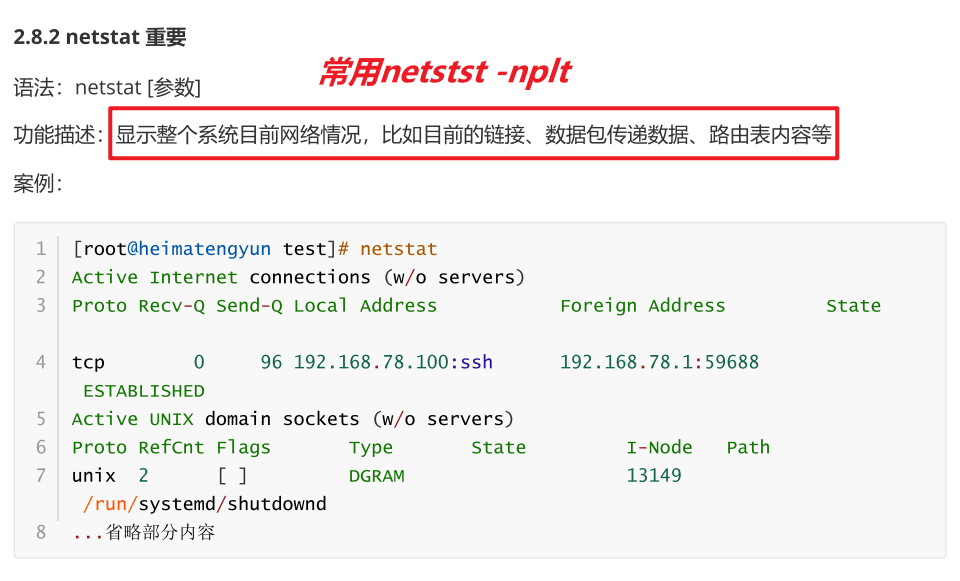 2.8.2 netstat 重要
常用netstst -nplt
语法：netstat [参数]
功能描述：显示整个系统目前网络情况，比如目前的链接、数据包传递数据、路由表内容等
案例：
1 [root@heimatengyun test]# netstat
2 Active Internet connections (w/o servers)
3 Proto Recv-Q Send-Q Local Address           Foreign Address         State
4 tcp        0     96 192.168.78.100:ssh      192.168.78.1:59688
ESTABLISHED
5 Active UNIX domain sockets (w/o servers)
6 Proto RefCnt Flags       Type       State         I-Node   Path
7 unix  2      [ ]         DGRAM                    13149
/run/systemd/shutdownd
8 ...省略部分内容